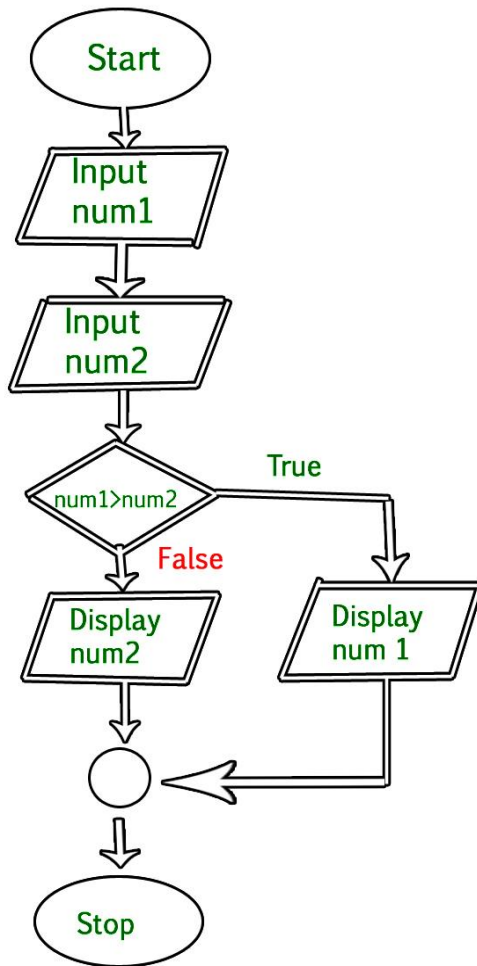 Start
Input
num1
Input
num2
num1>num2
True
False
Display
num2
Display
num 1
Stop